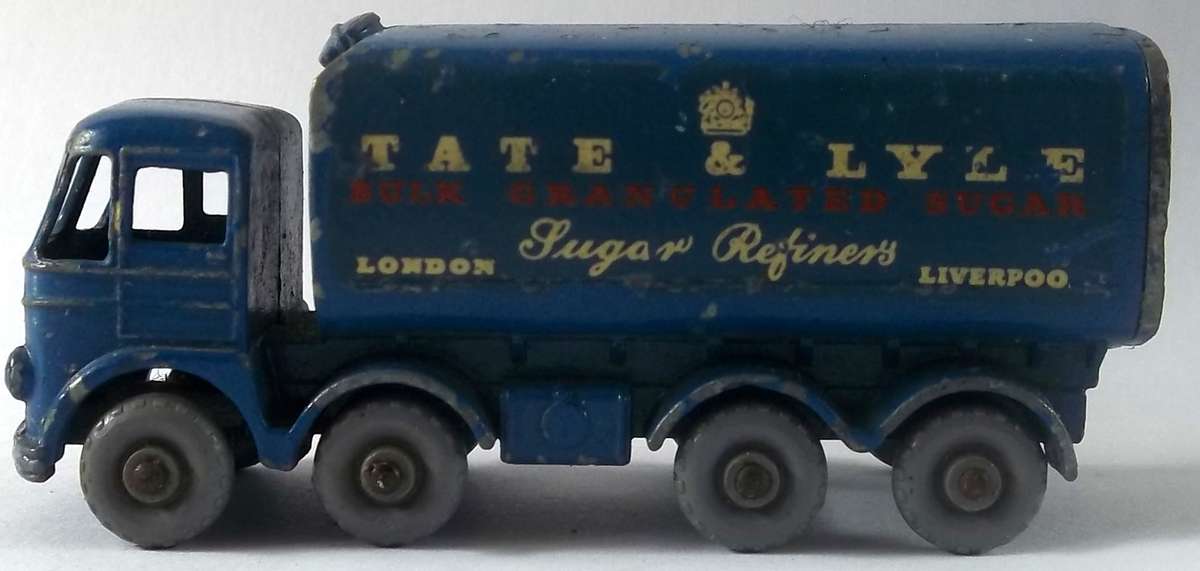 TATE & LYLE
BULK GRANULATED SUGAR
Sugar Refiners
LONDON LIVERPOO